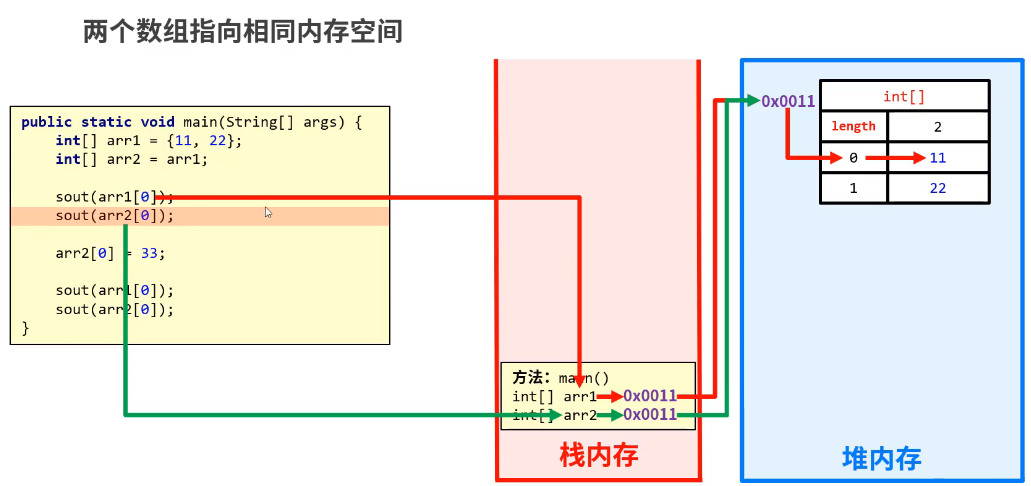 两个数组指向相同内存空间
public static void main(String[] args) {
int[] arr1 = {11, 22};
int[] arr2 = arr1;
sout(arr1[0]);
sout(arr2[0]);
arr2[0] = 33;
sout(arr1[0]);
sout(arr2[0]);
}
方法: main()
int[] arr1 0x0011
int[] arr2 0x0011
栈内存
0x0011
int[]
length 2
0 11
1 22
堆内存